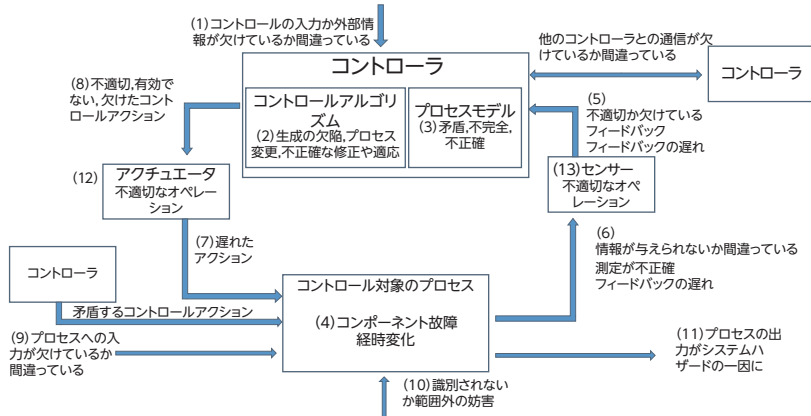 (1)コントロールの入力か外部情
報が欠けているか間違っている
他のコントローラとの通信が欠
けているか間違っている
コントローラ
コントローラ
(8)不適切,有効で
ない,欠けたコント
ロールアクション
コントロールアルゴリ
ズム
(2)生成の欠陥,プロセス
変更,不正確な修正や適応
プロセスモデル
(3)矛盾,不完全,
不正確
(5)
不適切か欠けている
フィードバック
フィードバックの遅れ
(12)
アクチュエータ
不適切なオペレー
ション
(13)センサー
不適切なオペ
レーション
(7)遅れた
アクション
(6)
情報が与えられないか間違っている
測定が不正確
フィードバックの遅れ
コントローラ
矛盾するコントロールアクション
コントロール対象のプロセス
(4)コンポーネント故障
経時変化
(9)プロセスへの入
力が欠けているか
間違っている
(11)プロセスの出
力がシステムハ
ザードの一因に
(10)識別されない
か範囲外の妨害